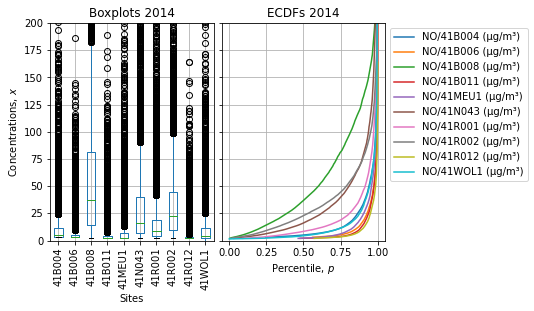 Boxplots 2014
ECDFs 2014
Concentrations, x
200
175
150
125
100
75
50
25
0
41B004
41B006
41B008
41B011
41MEU1
41N043
41R001
41R002
41R012
41WOL1
Sites
0.00
0.25
0.50
0.75
1.00
Percentile, p
NO/41B004 (µg/m³)
NO/41B006 (µg/m³)
NO/41B008 (µg/m³)
NO/41B011 (µg/m³)
NO/41MEU1 (µg/m³)
NO/41N043 (µg/m³)
NO/41R001 (µg/m³)
NO/41R002 (µg/m³)
NO/41R012 (µg/m³)
NO/41WOL1 (µg/m³)